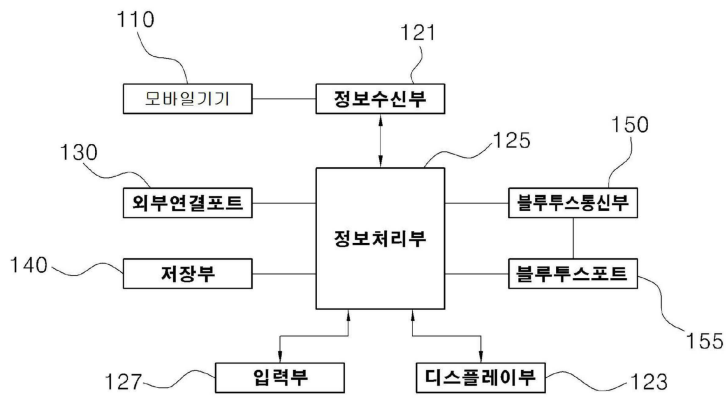 110
121
모바일기기
정보수신부
130
125
150
외부연결포트
블루투스통신부
정보처리부
140
저장부
블루투스포트
155
127
입력부
디스플레이부
123